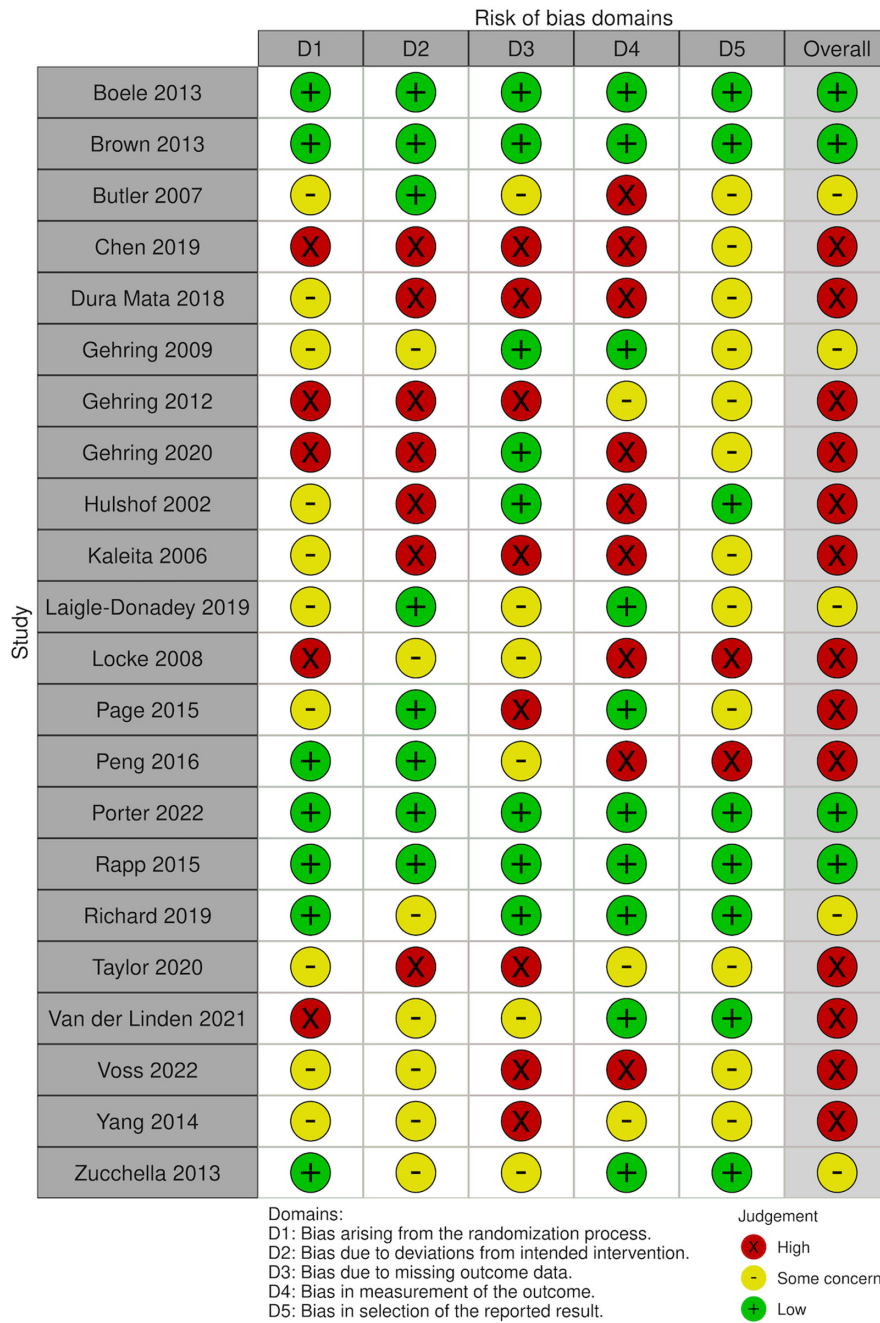 Risk of bias domains
D1 D2 D3 D4 D5 Overall
Study
Boele 2013 + + + + + +
Brown 2013 + + + + + +
Butler 2007 - + - X - -
Chen 2019 X X X X - X
Dura Mata 2018 - X X X - X
Gehring 2009 - - + + - -
Gehring 2012 X X X - - X
Gehring 2020 X X + X - X
Hulshof 2002 - X + X + X
Kaleita 2006 - X X X - X
Laigle-Donadey 2019 - + - + - -
Locke 2008 X - - X X X
Page 2015 - + X + - X
Peng 2016 + + - X X X
Porter 2022 + + + + + +
Rapp 2015 + + + + + +
Richard 2019 + - + + + -
Taylor 2020 - X X - - X
Van der Linden 2021 X - - + + X
Voss 2022 - - X X - X
Yang 2014 - - X - - X
Zucchella 2013 + - - + + -
Domains:
D1: Bias arising from the randomization process.
D2: Bias due to deviations from intended intervention.
D3: Bias due to missing outcome data.
D4: Bias in measurement of the outcome.
D5: Bias in selection of the reported result.
Judgement
X High
- Some concern
+ Low